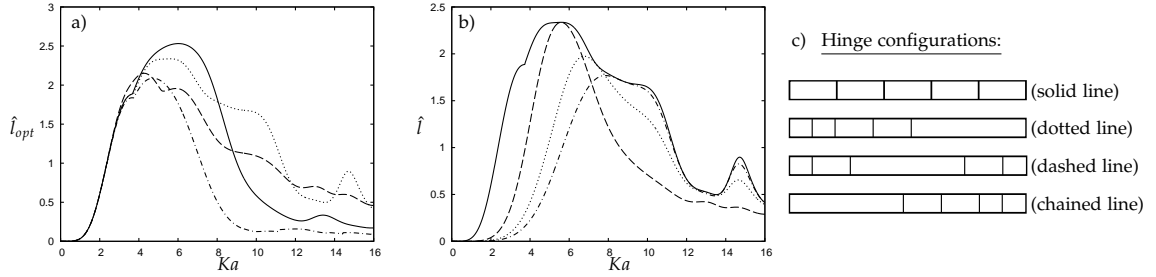 a)
3
2.5
2
1.5
1
0.5
0
0 2 4 6 8 10 12 14 16
l̂opt
Ka
b)
2.5
2
1.5
1
0.5
0
0 2 4 6 8 10 12 14 16
l̂
Ka
c) Hinge configurations:
(solid line)
(dotted line)
(dashed line)
(chained line)